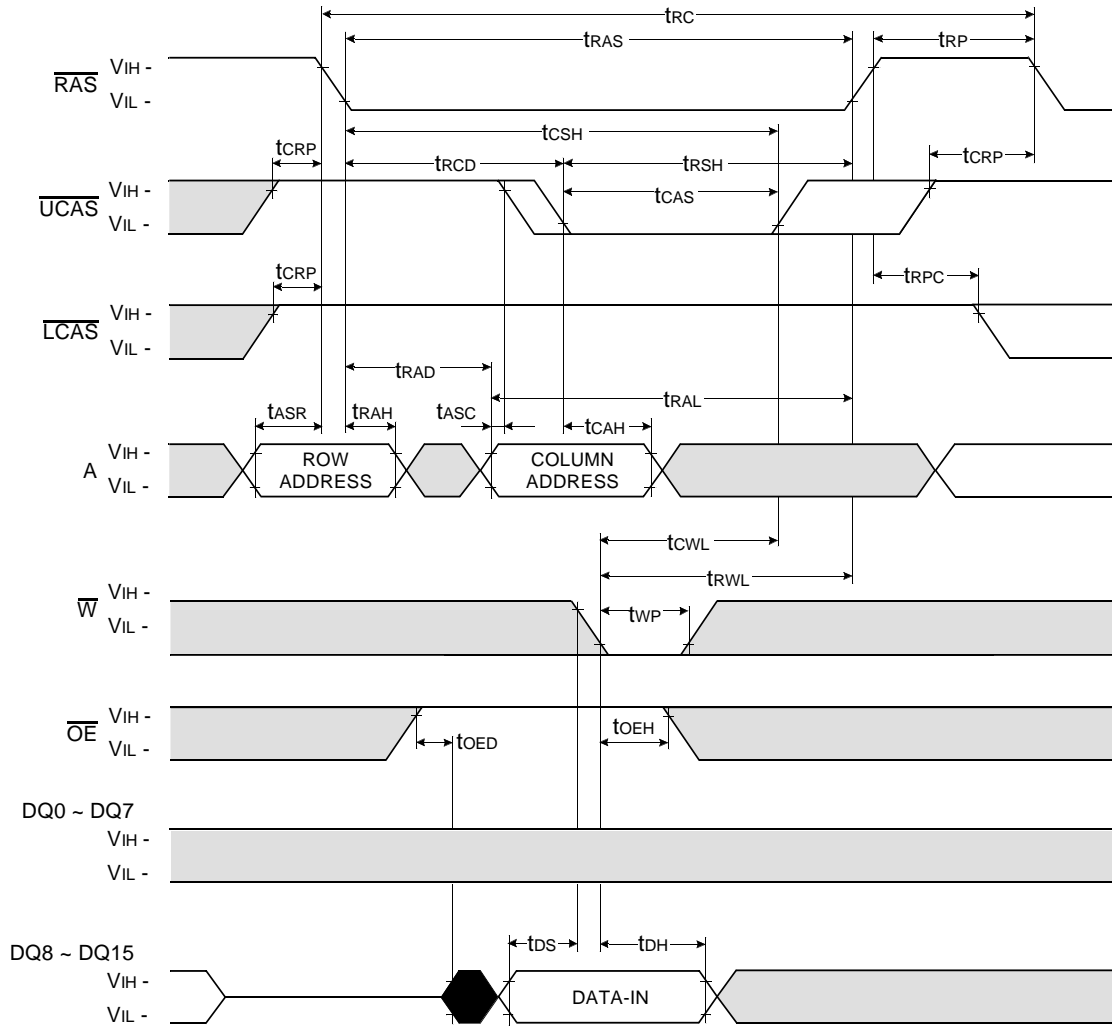 tRC
tRAS
tRP
RAS
VIH -
VIL -
tCSH
tCRP
tRCD
tRSH
tCRP
UCAS
VIH -
VIL -
tCAS
tCRP
tRPC
LCAS
VIH -
VIL -
tRAD
tRAL
tASR
tRAH
tASC
tCAH
A
VIH -
VIL -
ROW
ADDRESS
COLUMN
ADDRESS
tCWL
tRWL
W
VIH -
VIL -
tWP
OE
VIH -
VIL -
tOED
tOEH
DQ0 ~ DQ7
VIH -
VIL -
DQ8 ~ DQ15
tDS
tDH
VIH -
VIL -
DATA-IN